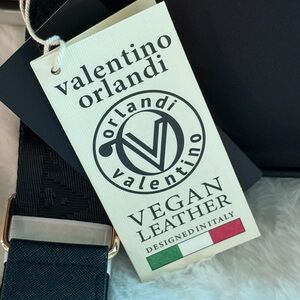 valentino
orlandi
orlandi
V
valentino
VEGAN
LEATHER
DESIGNED IN ITALY